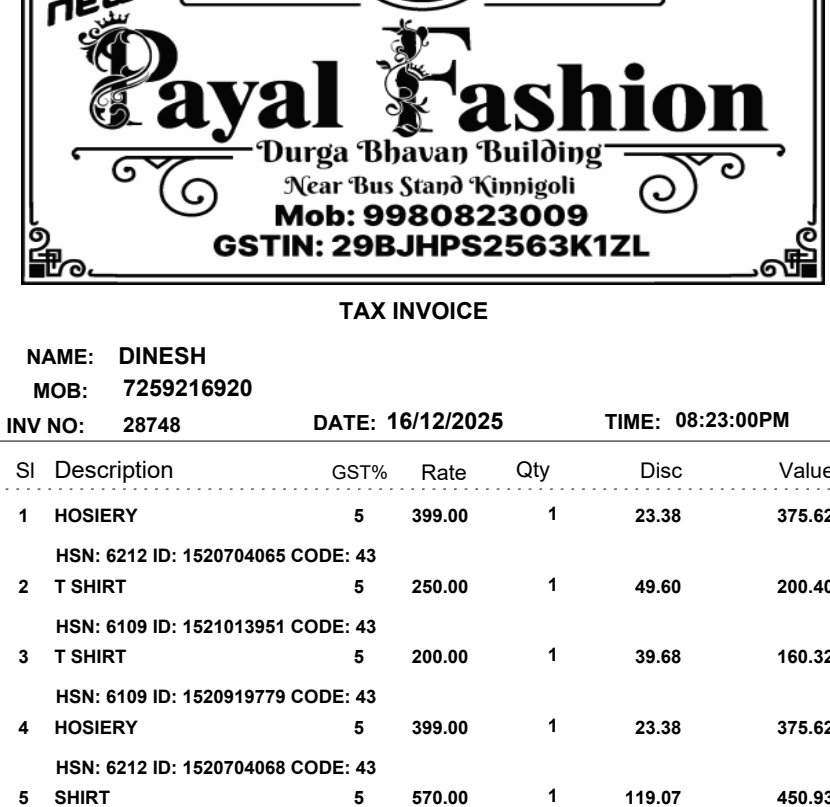 new
Payal Fashion
Durga Bhavan Building
Near Bus Stand Kinnigoli
Mob: 9980823009
GSTIN: 29BJHPS2563K1ZL
TAX INVOICE
NAME: DINESH
MOB: 7259216920
INV NO: 28748 DATE: 16/12/2025 TIME: 08:23:00PM
Sl Description GST% Rate Qty Disc Value
1 HOSIERY 5 399.00 1 23.38 375.62
HSN: 6212 ID: 1520704065 CODE: 43
2 T SHIRT 5 250.00 1 49.60 200.40
HSN: 6109 ID: 1521013951 CODE: 43
3 T SHIRT 5 200.00 1 39.68 160.32
HSN: 6109 ID: 1520919779 CODE: 43
4 HOSIERY 5 399.00 1 23.38 375.62
HSN: 6212 ID: 1520704068 CODE: 43
5 SHIRT 5 570.00 1 119.07 450.93